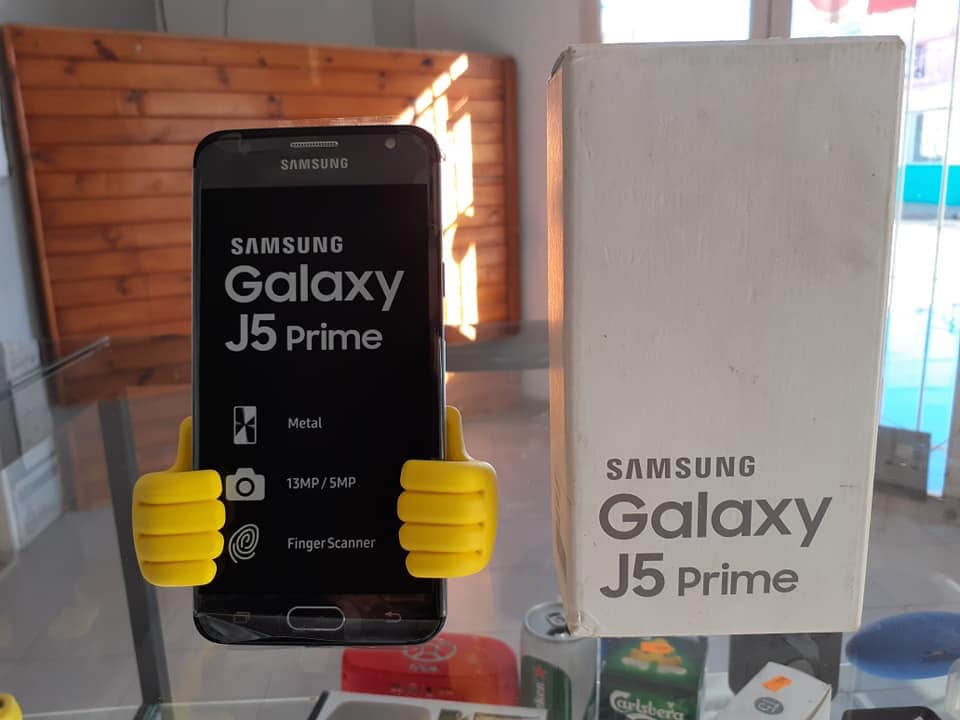 SAMSUNG
SAMSUNG
Galaxy
J5 Prime
Metal
13MP / 5MP
Finger Scanner
SAMSUNG
Galaxy
J5 Prime
Carlsberg